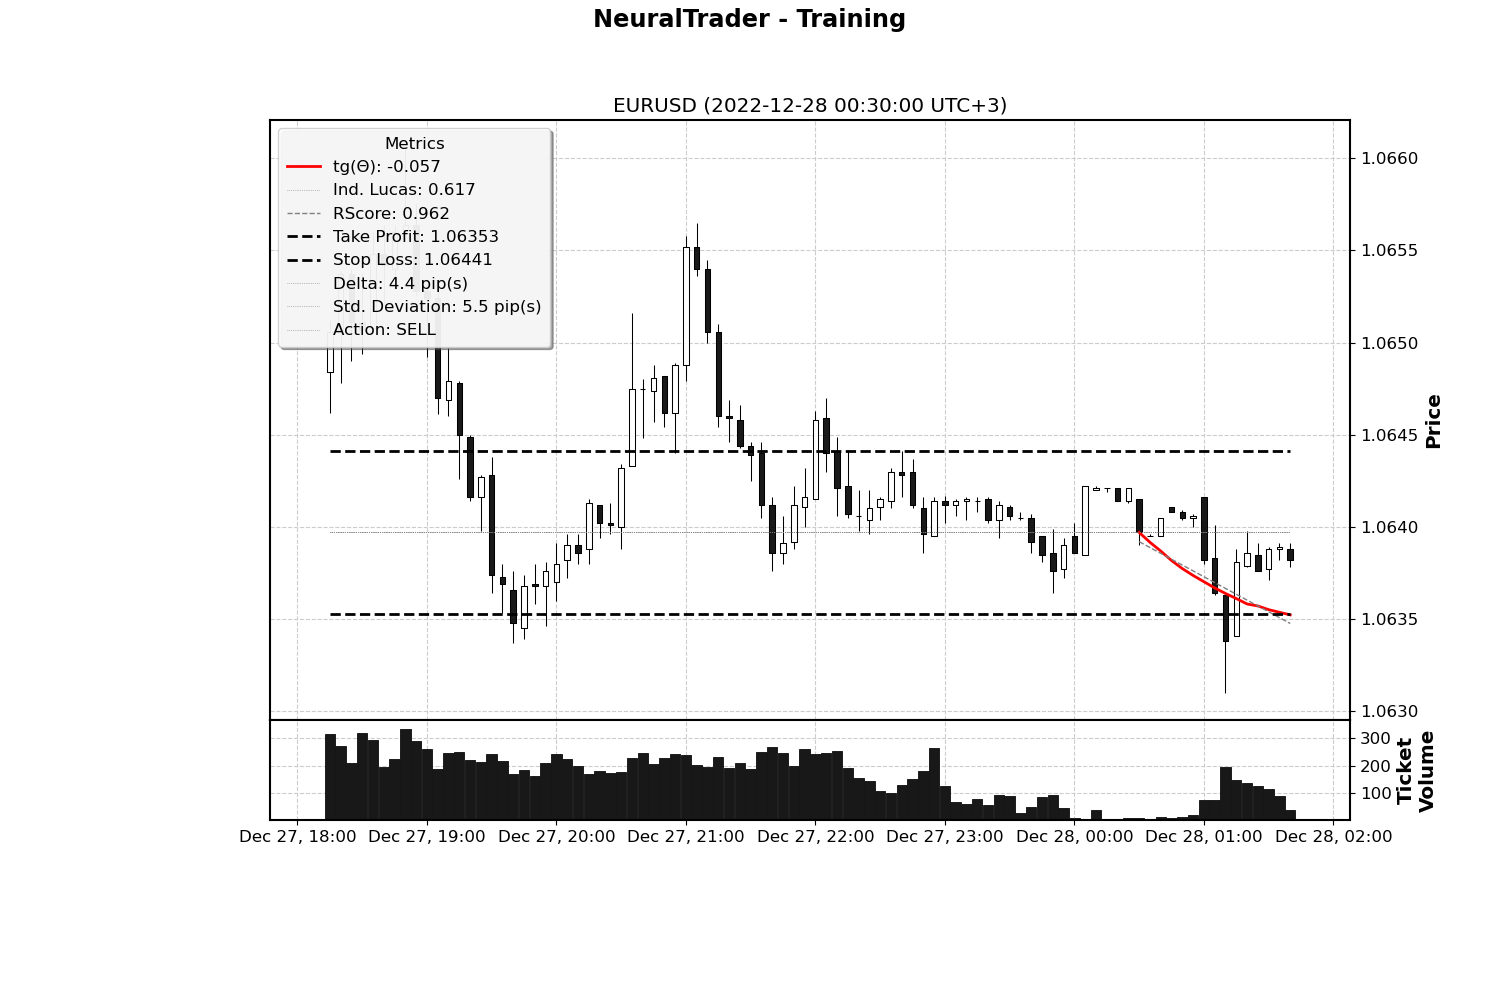 NeuralTrader - Training
EURUSD (2022-12-28 00:30:00 UTC+3)
Metrics
tg(Θ): -0.057
Ind. Lucas: 0.617
RScore: 0.962
Take Profit: 1.06353
Stop Loss: 1.06441
Delta: 4.4 pip(s)
Std. Deviation: 5.5 pip(s)
Action: SELL
1.0660
1.0655
1.0650
1.0645
1.0640
1.0635
1.0630
Price
300
200
100
Ticket
Volume
Dec 27, 18:00
Dec 27, 19:00
Dec 27, 20:00
Dec 27, 21:00
Dec 27, 22:00
Dec 27, 23:00
Dec 28, 00:00
Dec 28, 01:00
Dec 28, 02:00